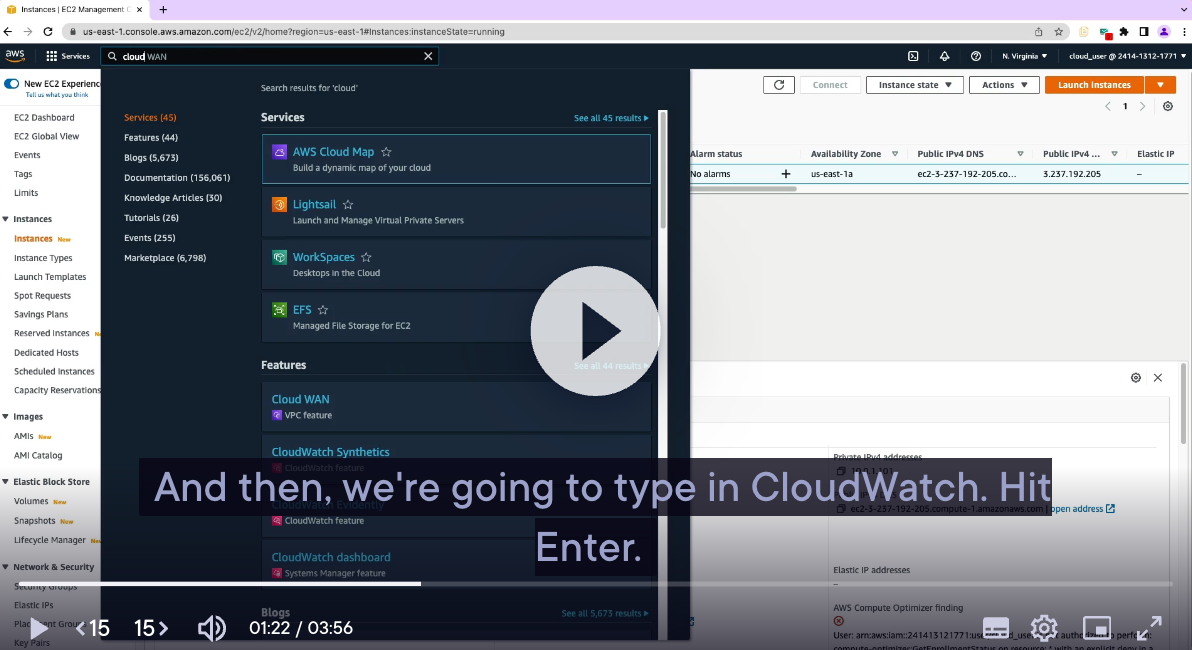 Instances | EC2 Management C
us-east-1.console.aws.amazon.com/ec2/v2/home?region=us-east-1#Instances:instanceState=running
aws
Services
cloud WAN
N. Virginia
cloud_user @ 2414-1312-1771
New EC2 Experienc
Tell us what you think
EC2 Dashboard
EC2 Global View
Events
Tags
Limits
Instances
Instances New
Instance Types
Launch Templates
Spot Requests
Savings Plans
Reserved Instances
Dedicated Hosts
Scheduled Instances
Capacity Reservations
Images
AMIs New
AMI Catalog
Elastic Block Store
Volumes New
Snapshots New
Lifecycle Manager
Network & Security
Security Groups
Elastic IPs
Placement Groups
Key Pairs
Search results for 'cloud'
Services (45)
Features (44)
Blogs (5,673)
Documentation (156,061)
Knowledge Articles (30)
Tutorials (26)
Events (255)
Marketplace (6,798)
Services
See all 45 results
AWS Cloud Map
Build a dynamic map of your cloud
Lightsail
Launch and Manage Virtual Private Servers
WorkSpaces
Desktops in the Cloud
EFS
Managed File Storage for EC2
Features
See all 44 results
Cloud WAN
VPC feature
CloudWatch Synthetics
CloudWatch feature
CloudWatch Evidently
CloudWatch feature
CloudWatch dashboard
Systems Manager feature
Blogs
See all 5,673 results
Connect
Instance state
Actions
Launch instances
1
Alarm status
Availability Zone
Public IPv4 DNS
Public IPv4 ...
Elastic IP
No alarms
us-east-1a
ec2-3-237-192-205.co...
3.237.192.205
–
Private IPv4 addresses
ec2-3-237-192-205.compute-1.amazonaws.com | open address
Elastic IP addresses
–
AWS Compute Optimizer finding
User: arn:aws:iam::241413121771:user
to perform:
compute-optimizer:GetEnrollmentStatus on resource: * with an explicit deny in a
And then, we're going to type in CloudWatch. Hit
Enter.
15
15
01:22 / 03:56